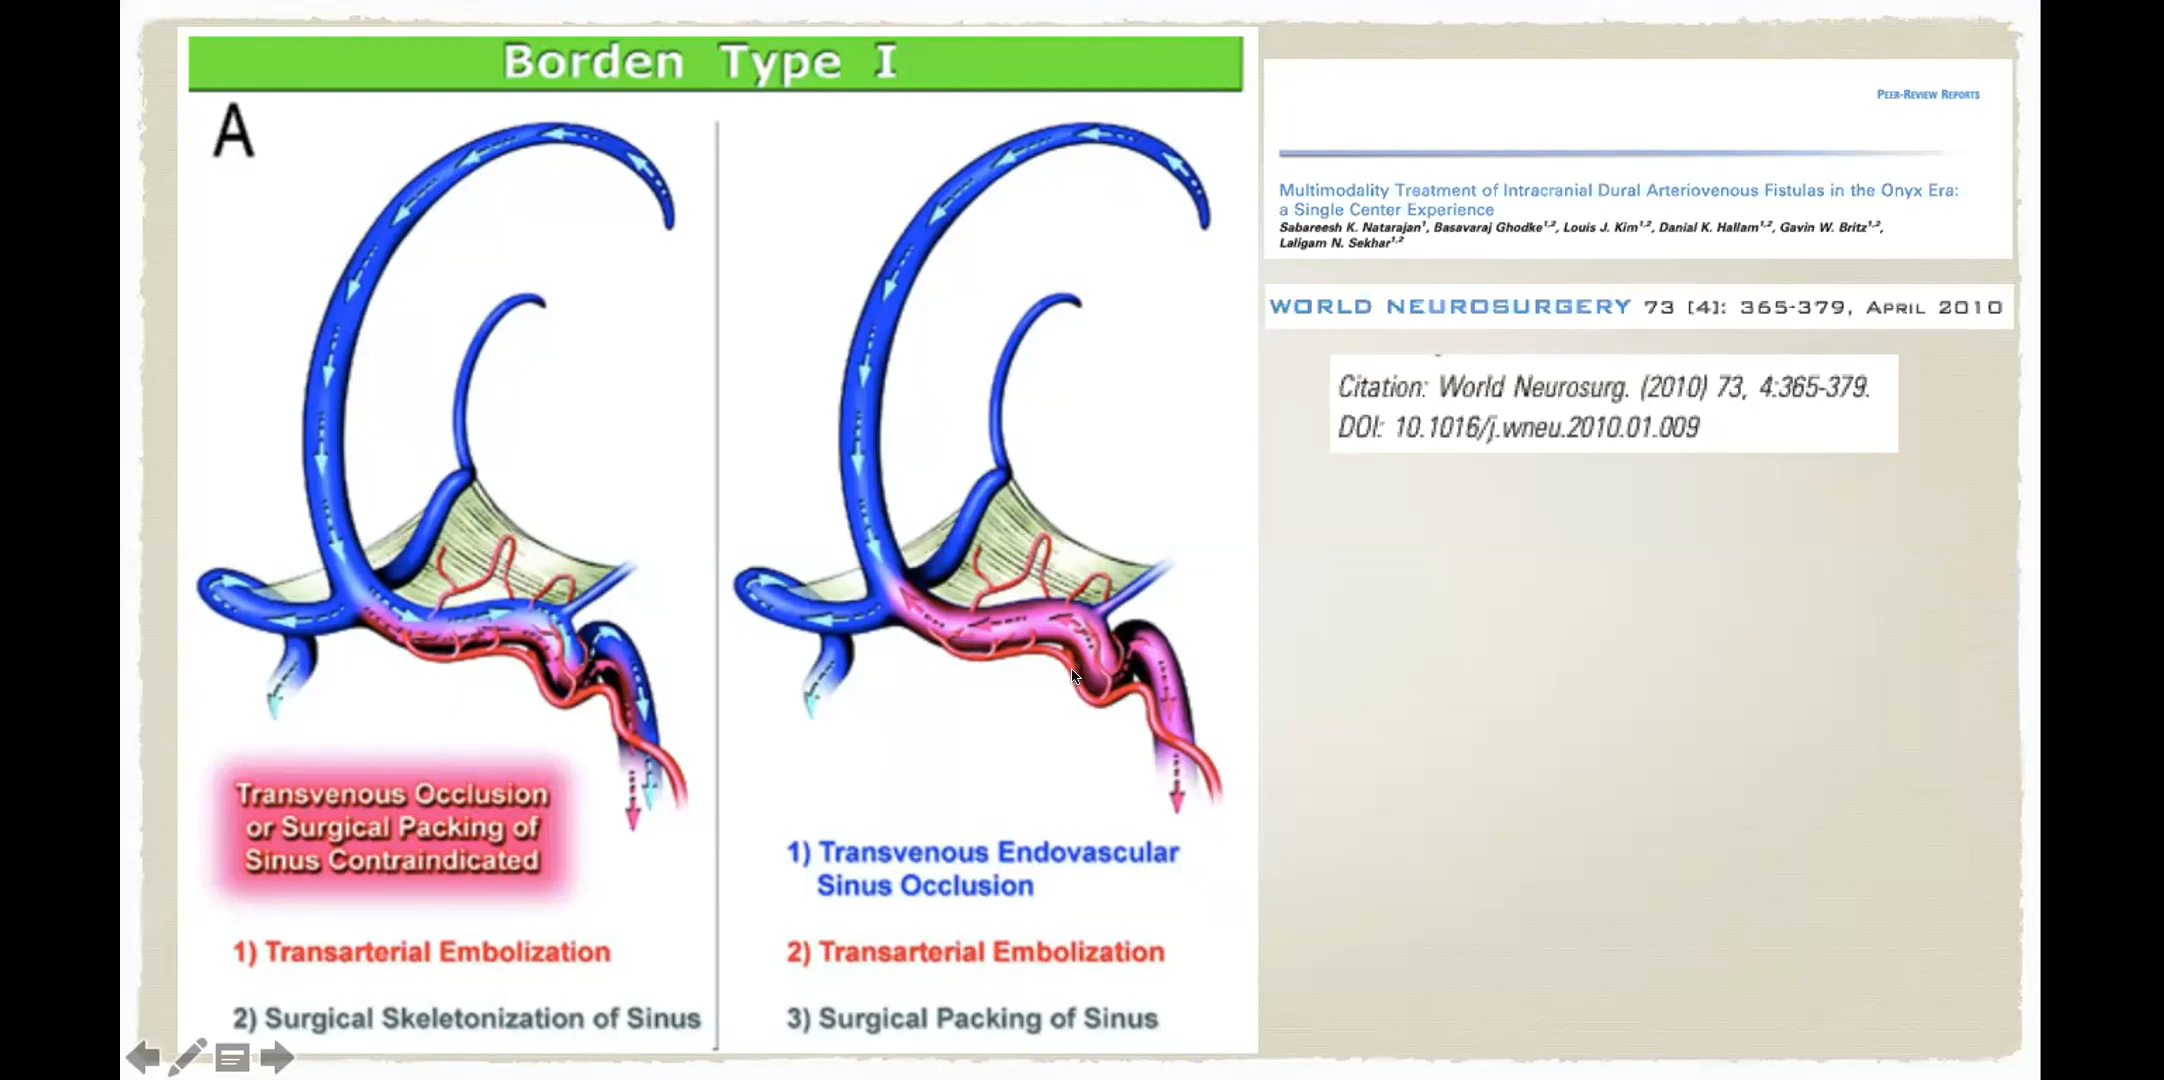 Borden Type I
A
Transvenous Occlusion
or Surgical Packing of
Sinus Contraindicated
1) Transarterial Embolization
2) Surgical Skeletonization of Sinus
1) Transvenous Endovascular
Sinus Occlusion
2) Transarterial Embolization
3) Surgical Packing of Sinus
PEER-REVIEW REPORTS
Multimodality Treatment of Intracranial Dural Arteriovenous Fistulas in the Onyx Era:
a Single Center Experience
Sabareesh K. Natarajan¹, Basavaraj Ghodke¹,², Louis J. Kim¹,², Danial K. Hallam¹,², Gavin W. Britz¹,²,
Laligam N. Sekhar¹,²
WORLD NEUROSURGERY 73 [4]: 365-379, APRIL 2010
Citation: World Neurosurg. (2010) 73, 4:365-379.
DOI: 10.1016/j.wneu.2010.01.009